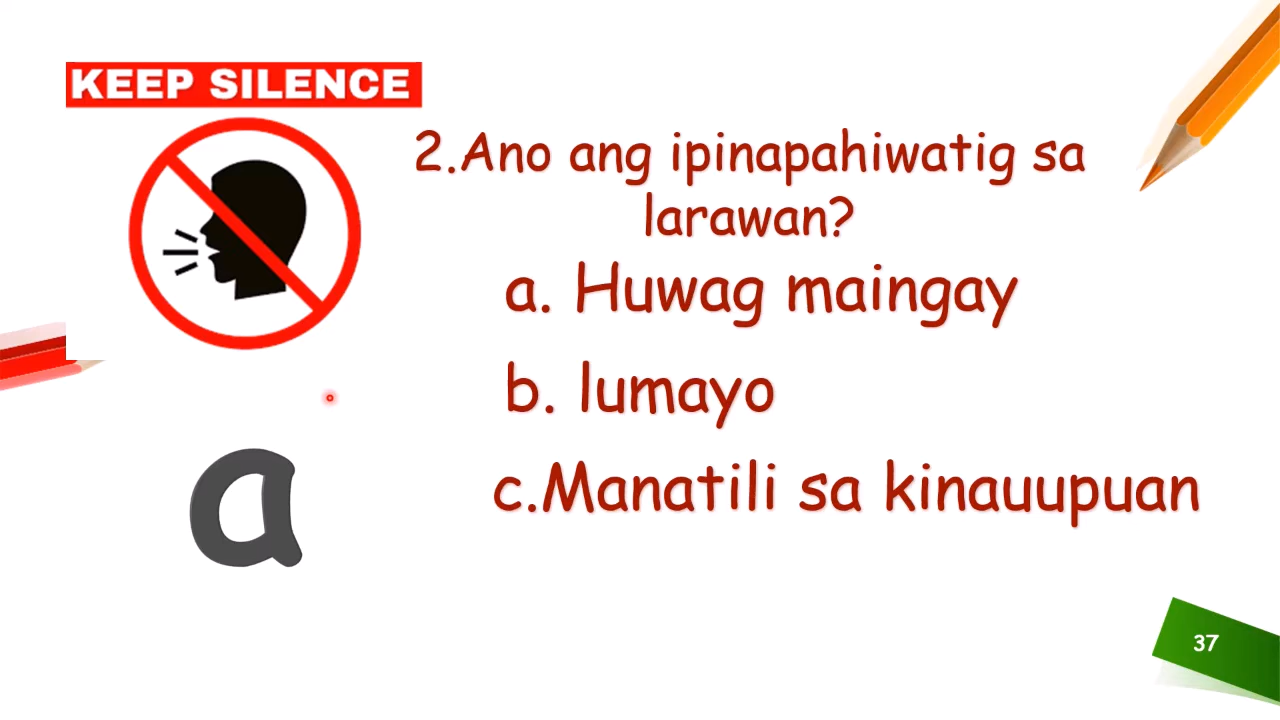 KEEP SILENCE
2.Ano ang ipinapahiwatig sa
larawan?
a. Huwag maingay
b. lumayo
c.Manatili sa kinauupuan
a
37